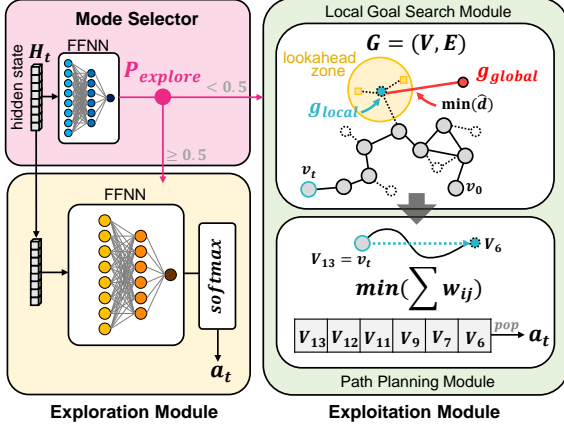 Mode Selector
hidden state
H_t
FFNN
P_explore
< 0.5
≥ 0.5
FFNN
softmax
a_t
Exploration Module
Local Goal Search Module
G = (V, E)
lookahead
zone
g_global
g_local
min(d̂)
v_t
v_0
V_13 = v_t
V_6
min(∑ w_ij)
V_13 V_12 V_11 V_9 V_7 V_6
pop
a_t
Path Planning Module
Exploitation Module